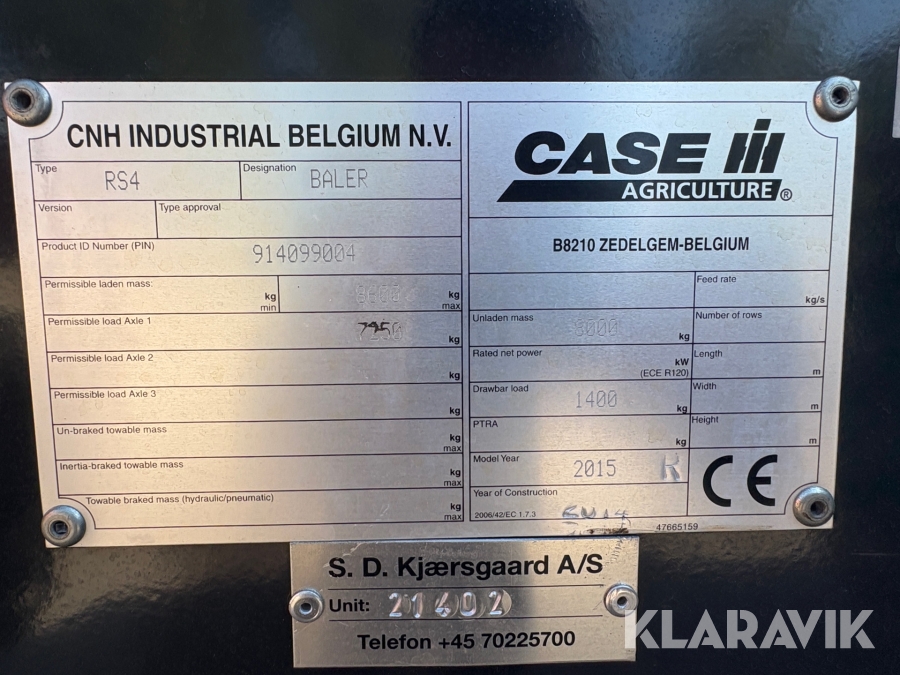 CNH INDUSTRIAL BELGIUM N.V.
Type
RS4
Designation
BALER
Version
Type approval
Product ID Number (PIN)
914099004
Permissible laden mass:
kg
min
kg
max
Permissible load Axle 1
kg
Permissible load Axle 2
kg
Permissible load Axle 3
kg
Un-braked towable mass
kg
max
Inertia-braked towable mass
kg
max
Towable braked mass (hydraulic/pneumatic)
kg
max
CASE IH
AGRICULTURE®
B8210 ZEDELGEM-BELGIUM
Feed rate
kg/s
Unladen mass
kg
Number of rows
Rated net power
kW
(ECE R120)
Length
m
Drawbar load
1400
kg
Width
m
PTRA
kg
Height
m
Model Year
2015
R
CE
Year of Construction
2006/42/EC 1.7.3
47665159
S. D. Kjærsgaard A/S
Unit: 21402
Telefon +45 70225700
KLARAVIK